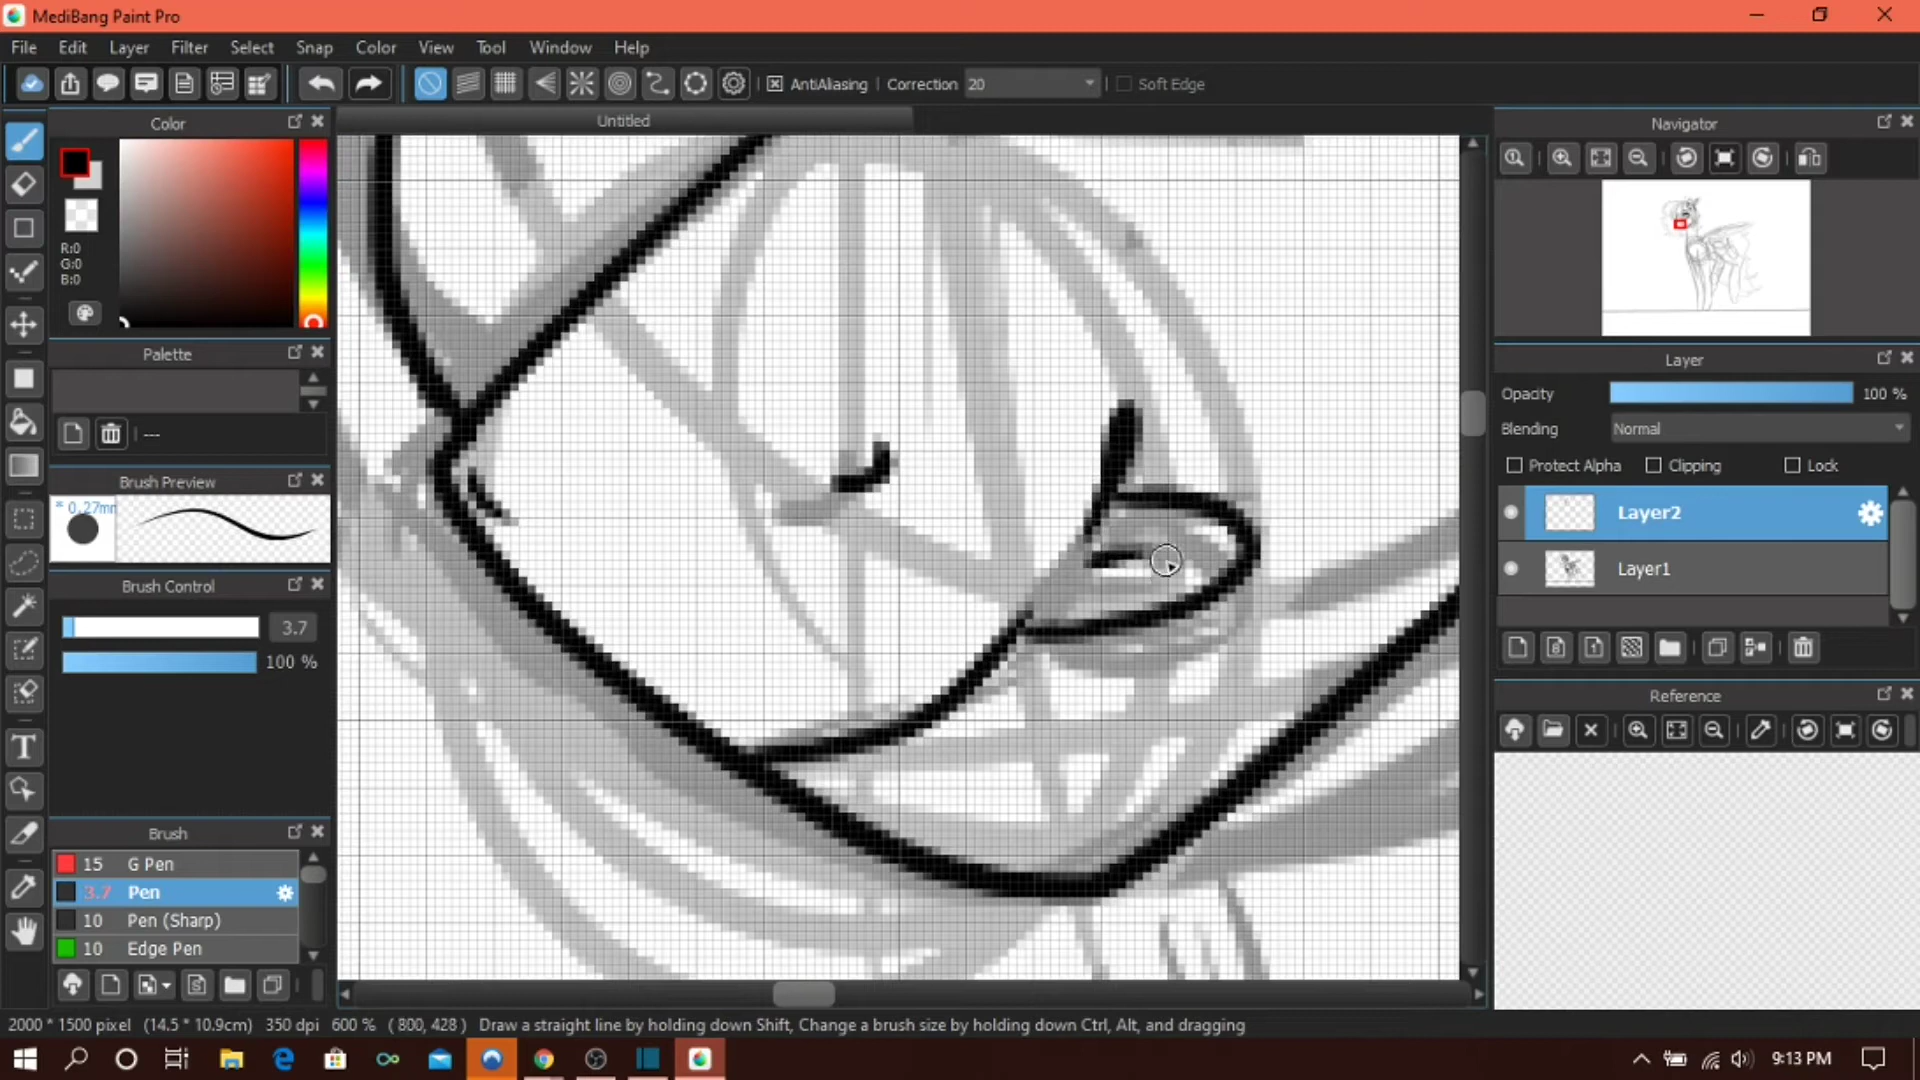 MediBang Paint Pro
File Edit Layer Filter Select Snap Color View Tool Window Help
AntiAliasing Correction 20 Soft Edge
Color
Untitled
Navigator
R:0
G:0
B:0
Palette
---
Layer
Opacity 100 %
Blending Normal
Protect Alpha Clipping Lock
Brush Preview
* 0.27mm
Layer2
Layer1
Brush Control
3.7
100 %
Reference
Brush
15 G Pen
3.7 Pen
10 Pen (Sharp)
10 Edge Pen
2000 * 1500 pixel (14.5 * 10.9cm) 350 dpi 600 % ( 800, 428 ) Draw a straight line by holding down Shift, Change a brush size by holding down Ctrl, Alt, and dragging
9:13 PM